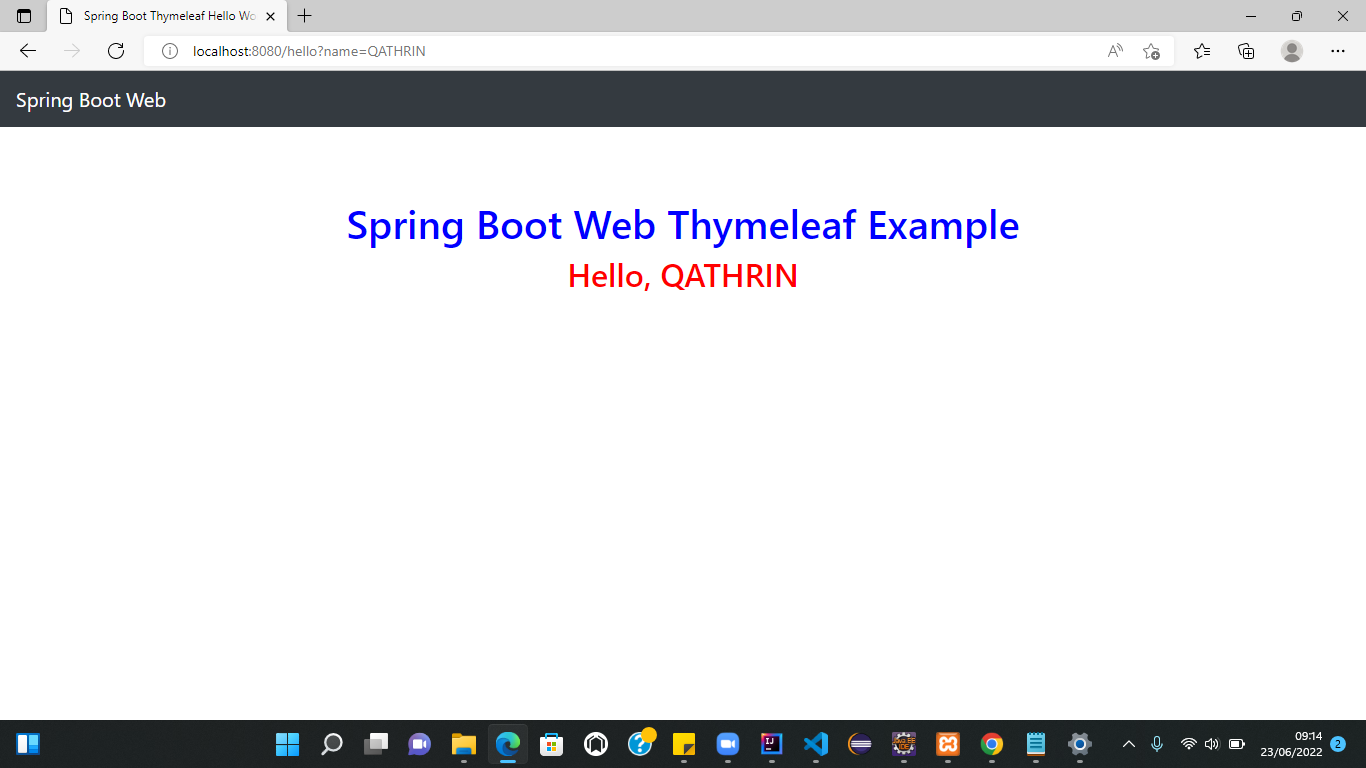 Spring Boot Thymeleaf Hello Wo
localhost:8080/hello?name=QATHRIN
Spring Boot Web
Spring Boot Web Thymeleaf Example
Hello, QATHRIN
09:14
23/06/2022
2